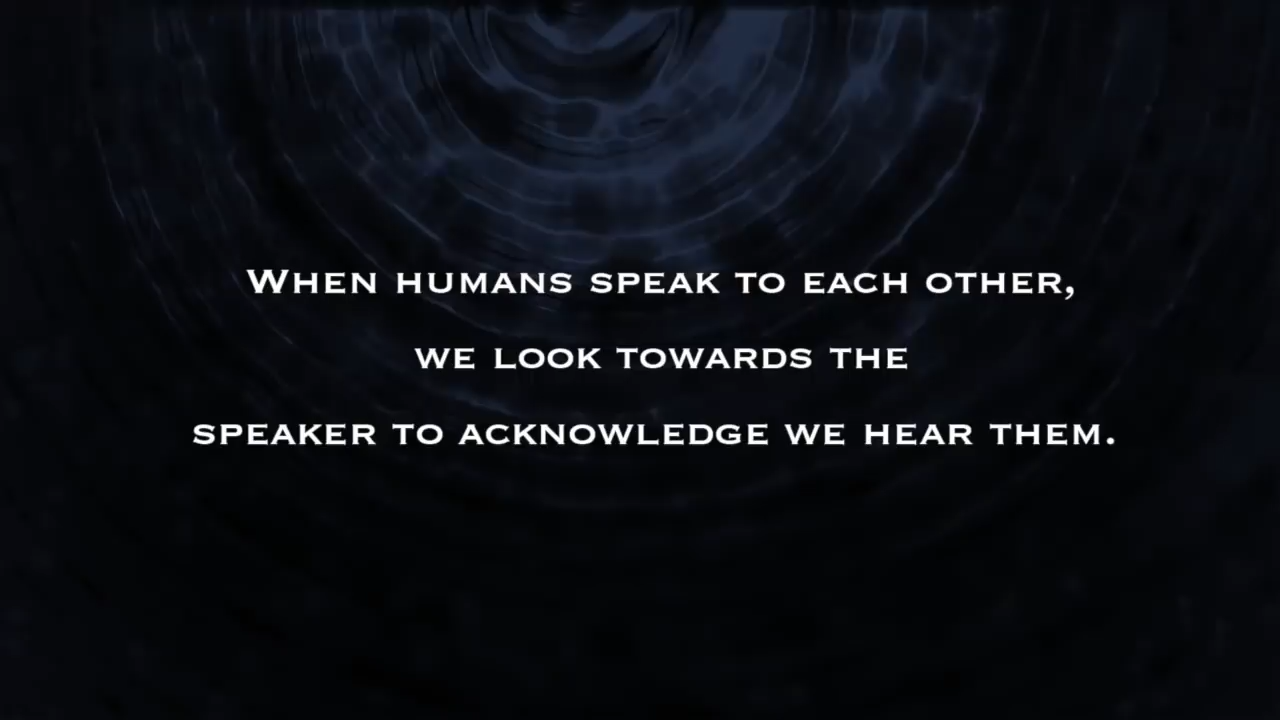 When humans speak to each other,
we look towards the
speaker to acknowledge we hear them.